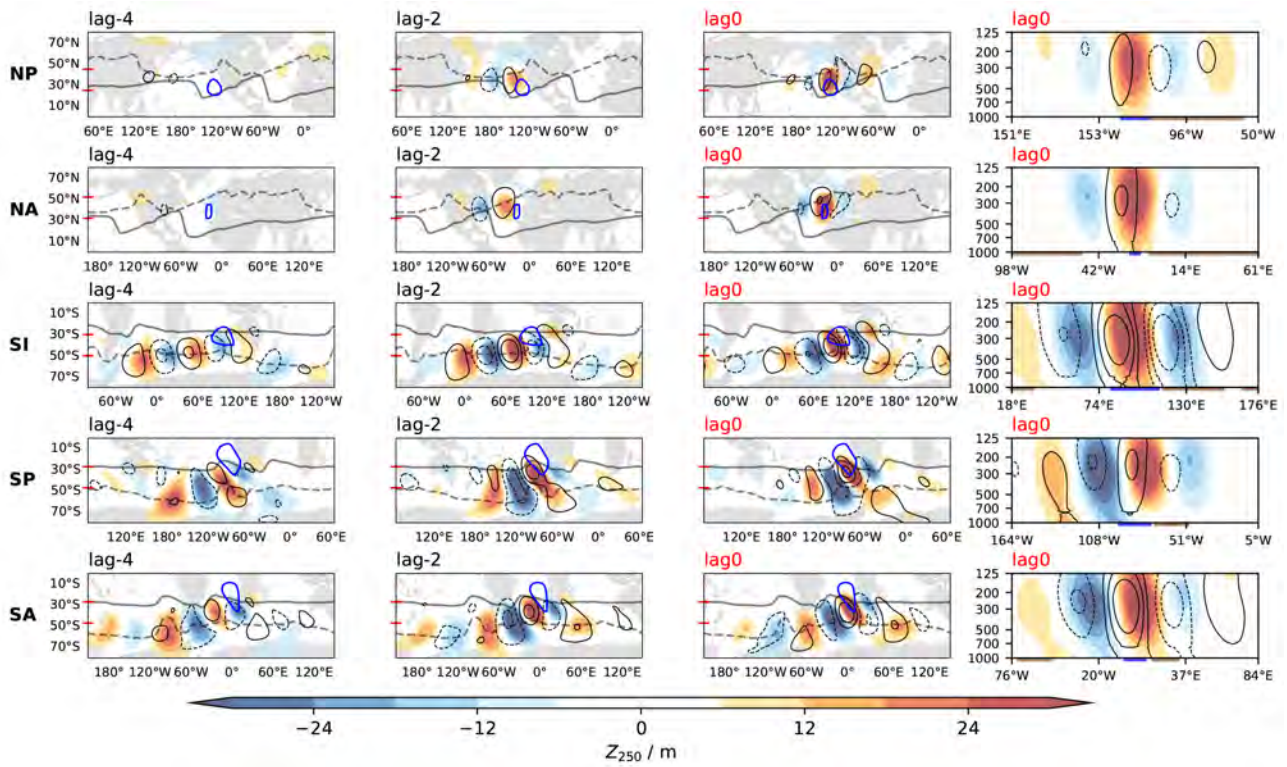 lag-4 lag-2 lag0 lag0
NP
70°N
50°N
30°N
10°N
60°E 120°E 180° 120°W 60°W 0°
60°E 120°E 180° 120°W 60°W 0°
60°E 120°E 180° 120°W 60°W 0°
125
200
300
500
700
1000
151°E 153°W 96°W 50°W
lag-4 lag-2 lag0 lag0
NA
70°N
50°N
30°N
10°N
180° 120°W 60°W 0° 60°E 120°E
180° 120°W 60°W 0° 60°E 120°E
180° 120°W 60°W 0° 60°E 120°E
125
200
300
500
700
1000
98°W 42°W 14°E 61°E
lag-4 lag-2 lag0 lag0
SI
10°S
30°S
50°S
70°S
60°W 0° 60°E 120°E 180° 120°W
60°W 0° 60°E 120°E 180° 120°W
60°W 0° 60°E 120°E 180° 120°W
125
200
300
500
700
1000
18°E 74°E 130°E 176°E
lag-4 lag-2 lag0 lag0
SP
10°S
30°S
50°S
70°S
120°E 180° 120°W 60°W 0° 60°E
120°E 180° 120°W 60°W 0° 60°E
120°E 180° 120°W 60°W 0° 60°E
125
200
300
500
700
1000
164°W 108°W 51°W 5°W
lag-4 lag-2 lag0 lag0
SA
10°S
30°S
50°S
70°S
180° 120°W 60°W 0° 60°E 120°E
180° 120°W 60°W 0° 60°E 120°E
180° 120°W 60°W 0° 60°E 120°E
125
200
300
500
700
1000
76°W 20°W 37°E 84°E
−24 −12 0 12 24
Z250 / m